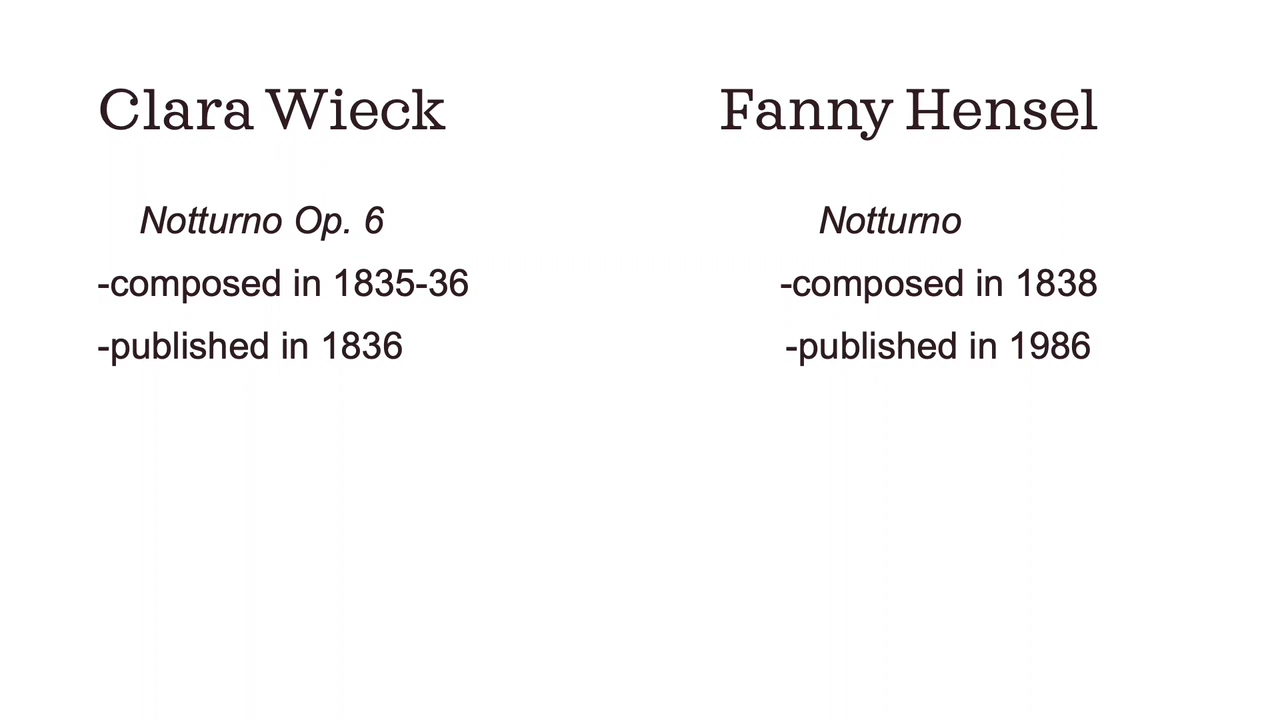 Clara Wieck
Notturno Op. 6
-composed in 1835-36
-published in 1836
Fanny Hensel
Notturno
-composed in 1838
-published in 1986